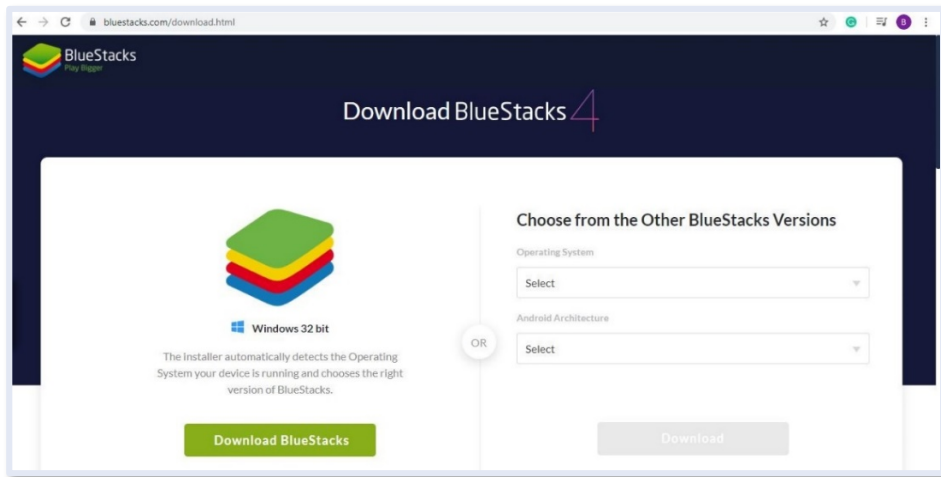 bluestacks.com/download.html
B
BlueStacks
Play Bigger
Download BlueStacks 4
Windows 32 bit
The installer automatically detects the Operating
System your device is running and chooses the right
version of BlueStacks.
Download BlueStacks
OR
Choose from the Other BlueStacks Versions
Operating System
Select
Android Architecture
Select
Download